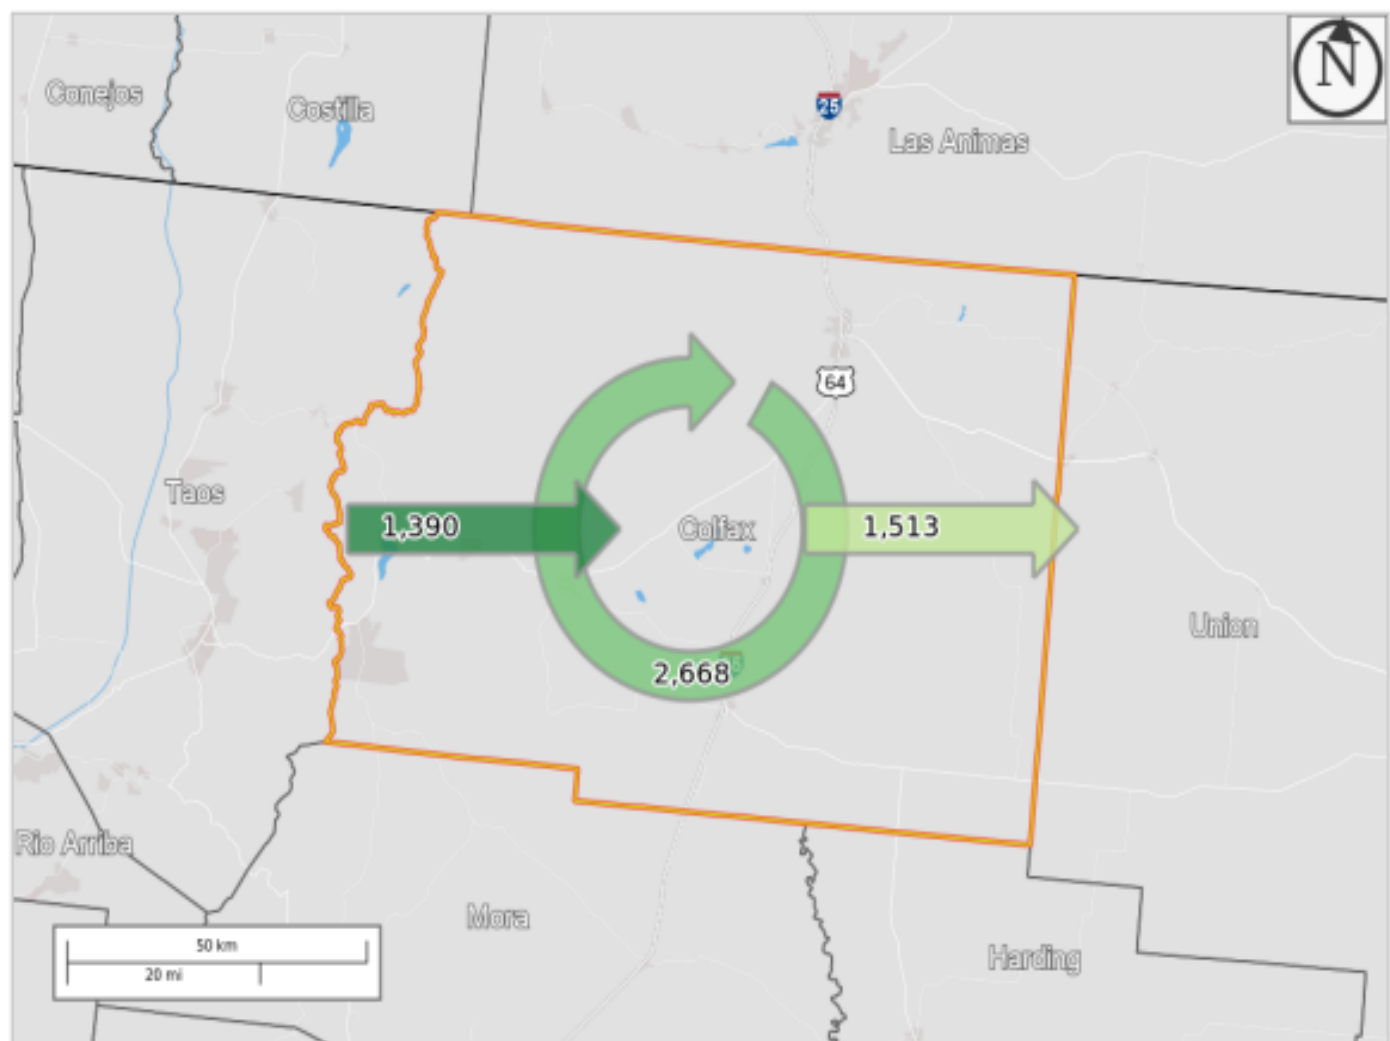 N
Conejos
Costilla
25
Las Animas
64
Taos
1,390
Colfax
1,513
Union
2,668
Rio Arriba
Mora
50 km
20 mi
Harding